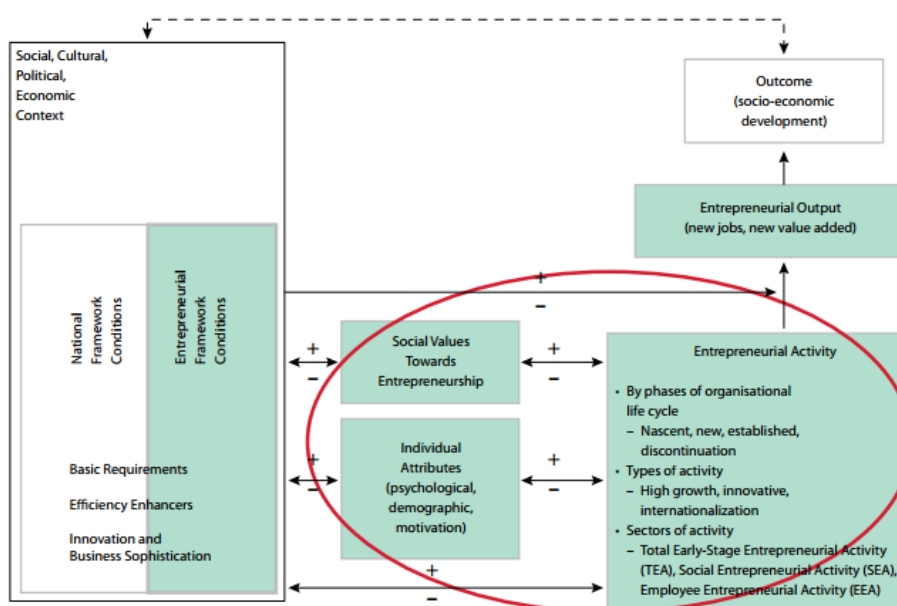 Social, Cultural,
Political,
Economic
Context
Outcome
(socio-economic
development)
Entrepreneurial Output
(new jobs, new value added)
National
Framework
Conditions
Entrepreneurial
Framework
Conditions
Basic Requirements
Efficiency Enhancers
Innovation and
Business Sophistication
+
–
+
–
Social Values
Towards
Entrepreneurship
+
–
+
–
Individual
Attributes
(psychological,
demographic,
motivation)
+
–
+
–
Entrepreneurial Activity
• By phases of organisational
life cycle
– Nascent, new, established,
discontinuation
• Types of activity
– High growth, innovative,
internationalization
• Sectors of activity
– Total Early-Stage Entrepreneurial Activity
(TEA), Social Entrepreneurial Activity (SEA),
Employee Entrepreneurial Activity (EEA)